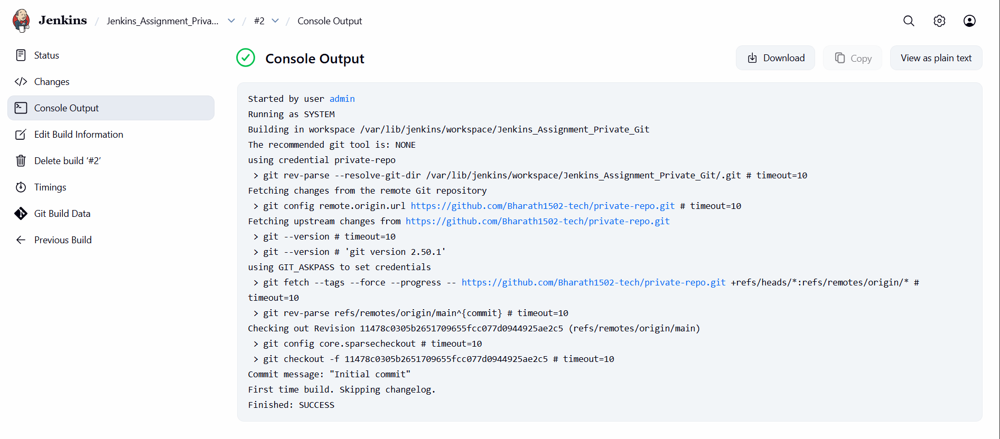 Jenkins / Jenkins_Assignment_Priva... / #2 / Console Output
Status
Changes
Console Output
Edit Build Information
Delete build ‘#2’
Timings
Git Build Data
Previous Build
Console Output
Download
Copy
View as plain text
Started by user admin
Running as SYSTEM
Building in workspace /var/lib/jenkins/workspace/Jenkins_Assignment_Private_Git
The recommended git tool is: NONE
using credential private-repo
 > git rev-parse --resolve-git-dir /var/lib/jenkins/workspace/Jenkins_Assignment_Private_Git/.git # timeout=10
Fetching changes from the remote Git repository
 > git config remote.origin.url https://github.com/Bharath1502-tech/private-repo.git # timeout=10
Fetching upstream changes from https://github.com/Bharath1502-tech/private-repo.git
 > git --version # timeout=10
 > git --version # 'git version 2.50.1'
using GIT_ASKPASS to set credentials
 > git fetch --tags --force --progress -- https://github.com/Bharath1502-tech/private-repo.git +refs/heads/*:refs/remotes/origin/* #
timeout=10
 > git rev-parse refs/remotes/origin/main^{commit} # timeout=10
Checking out Revision 11478c0305b2651709655fcc077d0944925ae2c5 (refs/remotes/origin/main)
 > git config core.sparsecheckout # timeout=10
 > git checkout -f 11478c0305b2651709655fcc077d0944925ae2c5 # timeout=10
Commit message: "Initial commit"
First time build. Skipping changelog.
Finished: SUCCESS